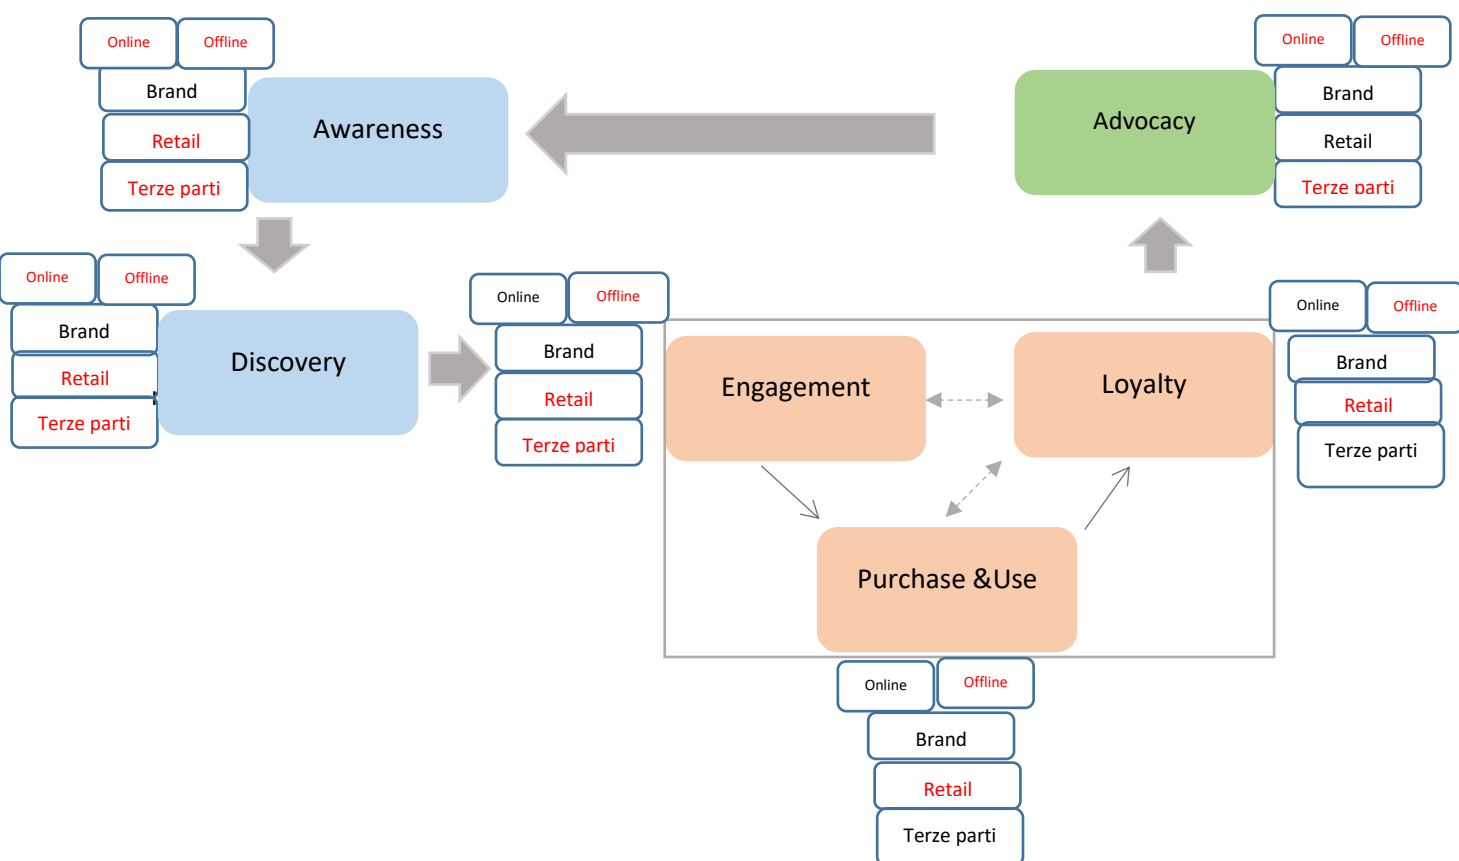 Online
Offline
Brand
Retail
Terze parti
Awareness
Advocacy
Online
Offline
Brand
Retail
Terze parti
Online
Offline
Brand
Retail
Terze parti
Discovery
Online
Offline
Brand
Retail
Terze parti
Engagement
Loyalty
Purchase &Use
Online
Offline
Brand
Retail
Terze parti
Online
Offline
Brand
Retail
Terze parti